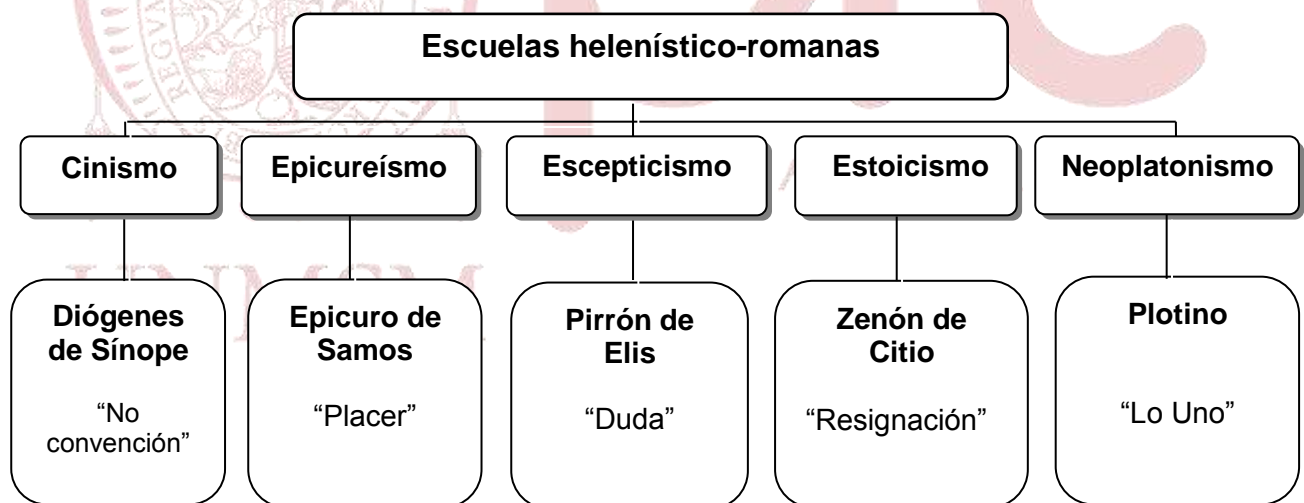 Escuelas helenístico-romanas
Cinismo
Epicureísmo
Escepticismo
Estoicismo
Neoplatonismo
Diógenes
de Sínope
“No
convención”
Epicuro de
Samos
“Placer”
Pirrón de
Elis
“Duda”
Zenón de
Citio
“Resignación”
Plotino
“Lo Uno”